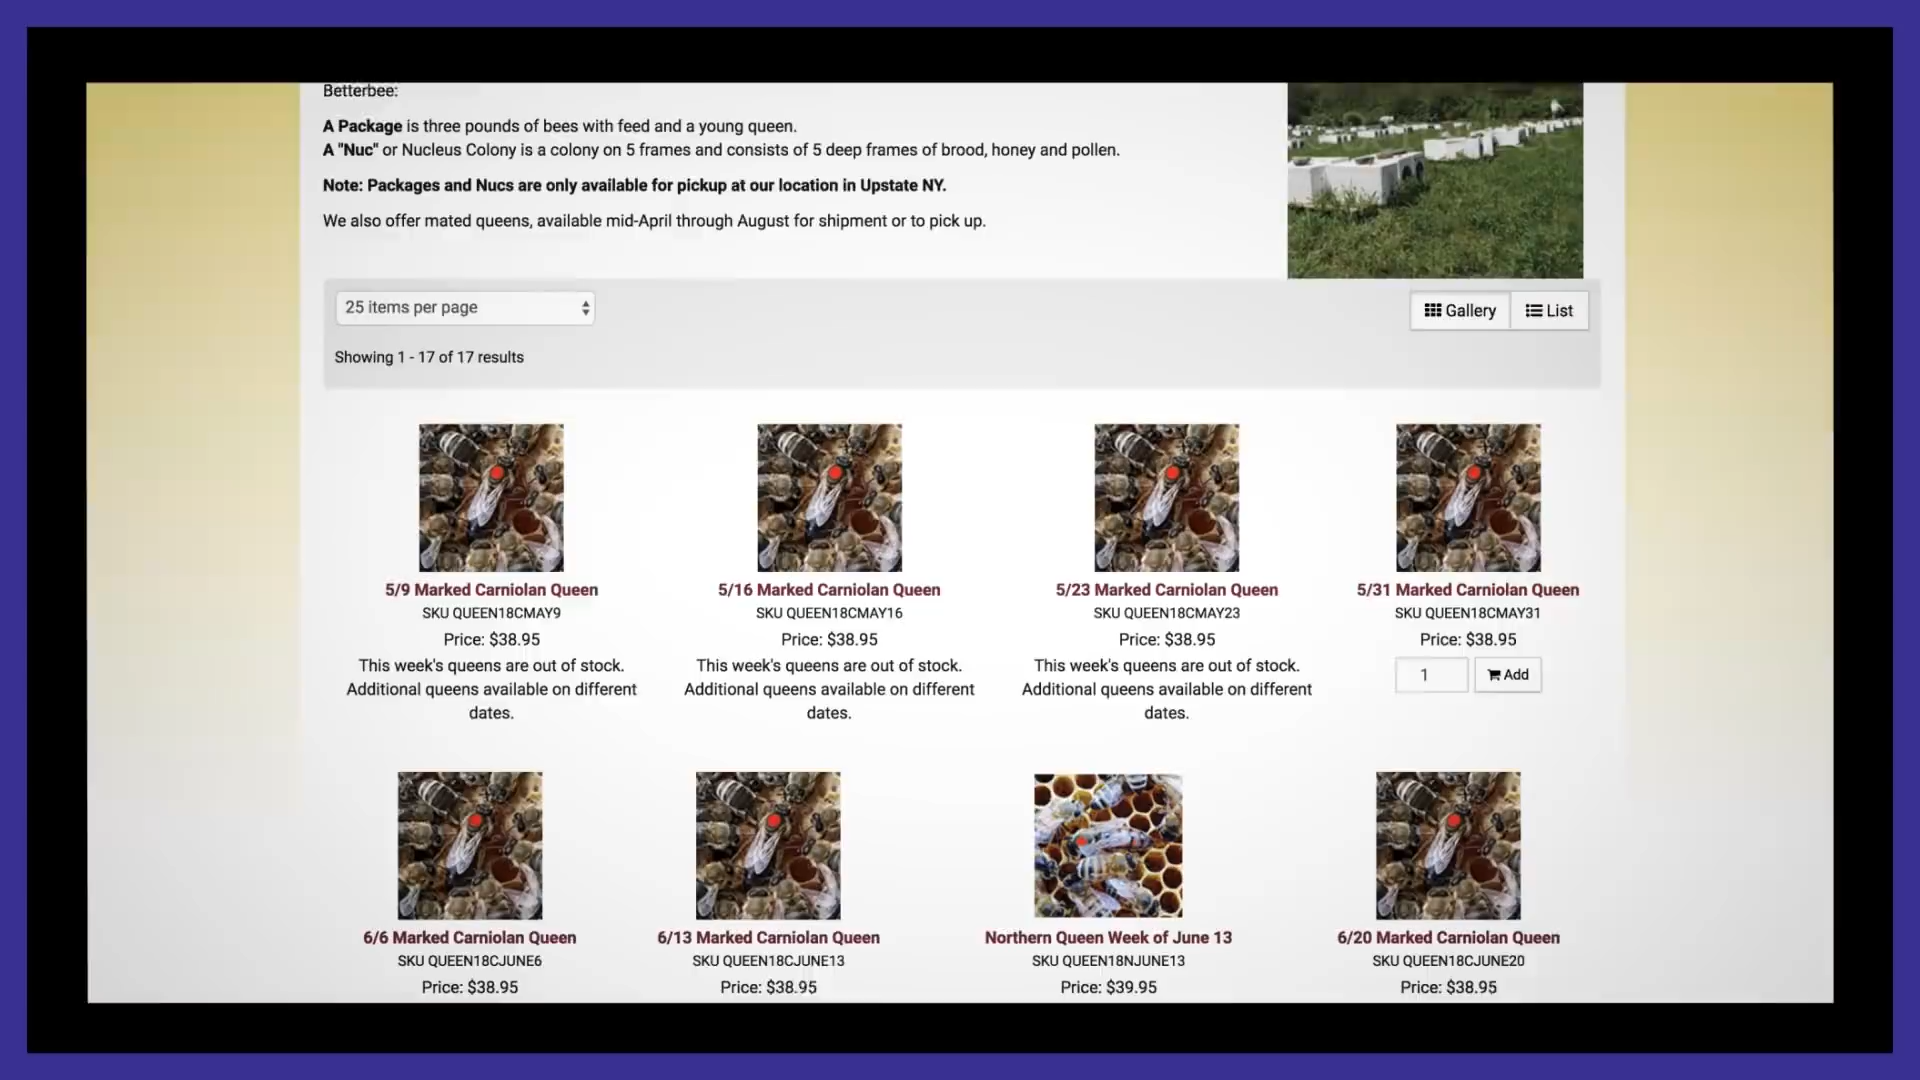 Betterbee:
A Package is three pounds of bees with feed and a young queen.
A "Nuc" or Nucleus Colony is a colony on 5 frames and consists of 5 deep frames of brood, honey and pollen.
Note: Packages and Nucs are only available for pickup at our location in Upstate NY.
We also offer mated queens, available mid-April through August for shipment or to pick up.
25 items per page
Gallery
List
Showing 1 - 17 of 17 results
5/9 Marked Carniolan Queen
SKU QUEEN18CMAY9
Price: $38.95
This week's queens are out of stock.
Additional queens available on different
dates.
5/16 Marked Carniolan Queen
SKU QUEEN18CMAY16
Price: $38.95
This week's queens are out of stock.
Additional queens available on different
dates.
5/23 Marked Carniolan Queen
SKU QUEEN18CMAY23
Price: $38.95
This week's queens are out of stock.
Additional queens available on different
dates.
5/31 Marked Carniolan Queen
SKU QUEEN18CMAY31
Price: $38.95
1
Add
6/6 Marked Carniolan Queen
SKU QUEEN18CJUNE6
Price: $38.95
6/13 Marked Carniolan Queen
SKU QUEEN18CJUNE13
Price: $38.95
Northern Queen Week of June 13
SKU QUEEN18NJUNE13
Price: $39.95
6/20 Marked Carniolan Queen
SKU QUEEN18CJUNE20
Price: $38.95